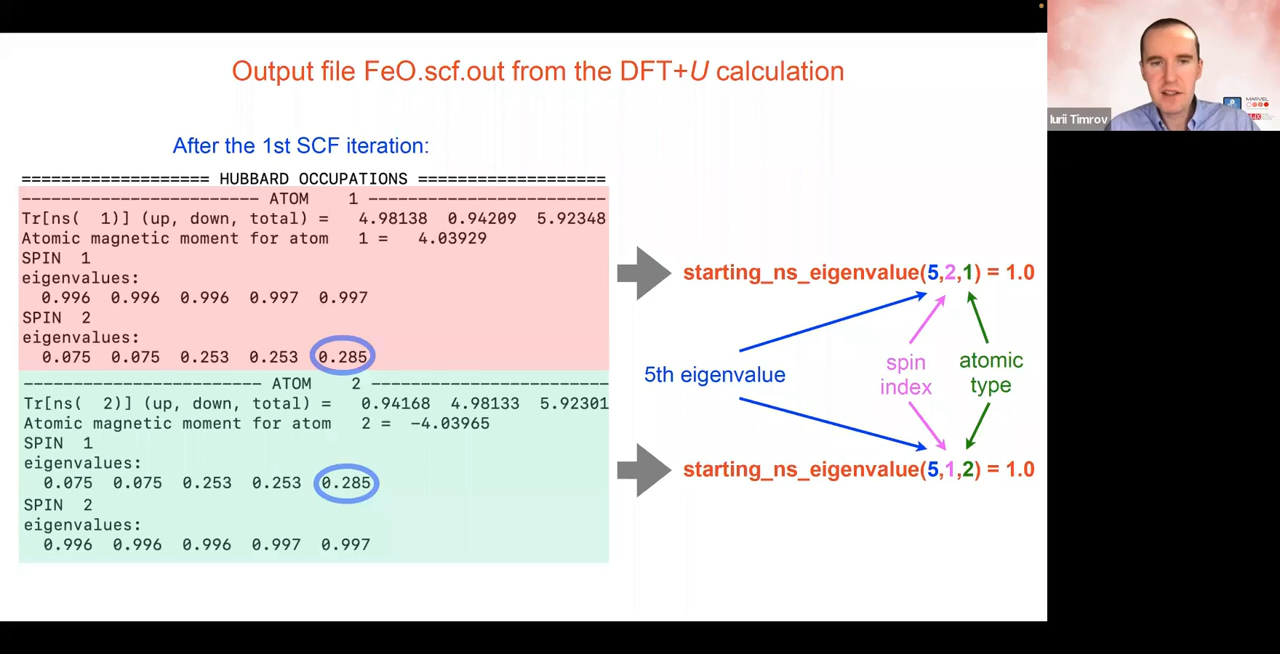 Output file FeO.scf.out from the DFT+U calculation
After the 1st SCF iteration:
=================== HUBBARD OCCUPATIONS ===================
------------------------ ATOM    1 ------------------------
Tr[ns(  1)] (up, down, total) =   4.98138  0.94209  5.92348
Atomic magnetic moment for atom   1 =   4.03929
SPIN  1
eigenvalues:
0.996  0.996  0.996  0.997  0.997
SPIN  2
eigenvalues:
0.075  0.075  0.253  0.253  0.285
------------------------ ATOM    2 ------------------------
Tr[ns(  2)] (up, down, total) =   0.94168  4.98133  5.92301
Atomic magnetic moment for atom   2 =  -4.03965
SPIN  1
eigenvalues:
0.075  0.075  0.253  0.253  0.285
SPIN  2
eigenvalues:
0.996  0.996  0.996  0.997  0.997
starting_ns_eigenvalue(5,2,1) = 1.0
5th eigenvalue
spin
index
atomic
type
starting_ns_eigenvalue(5,1,2) = 1.0
MARVEL
Iurii Timrov